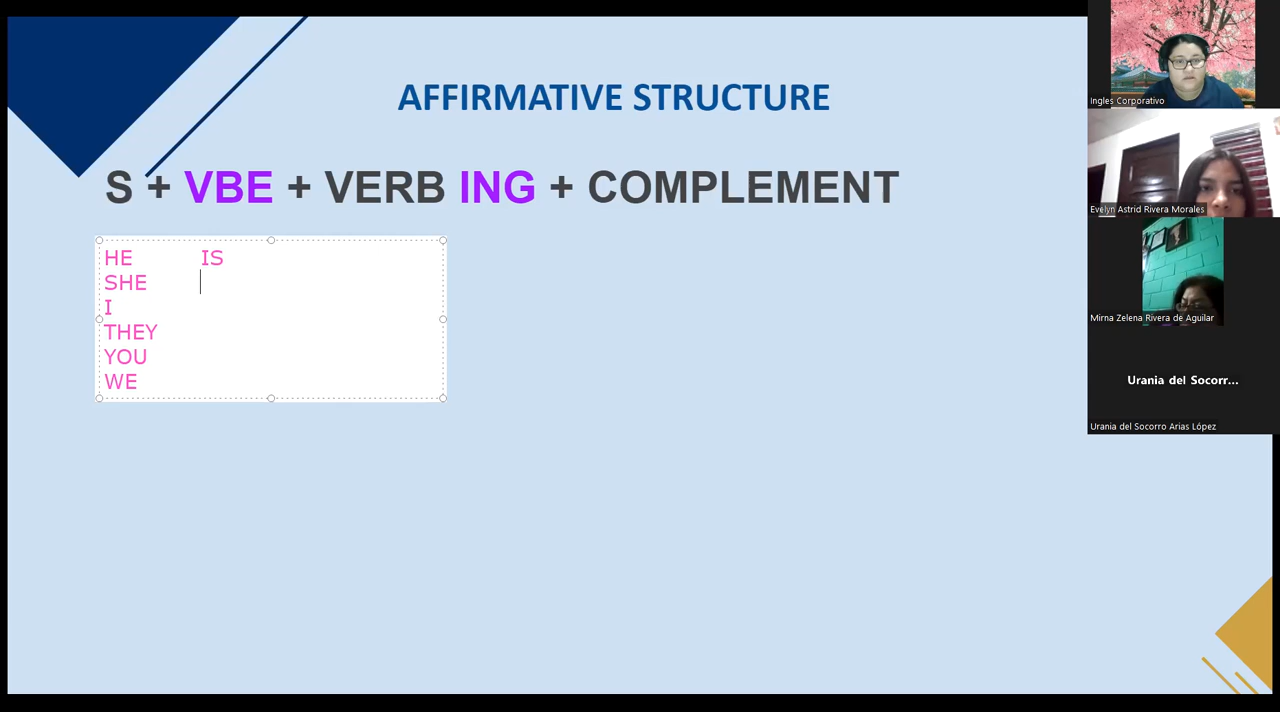 AFFIRMATIVE STRUCTURE
S + VBE + VERB ING + COMPLEMENT
HE IS
SHE
I
THEY
YOU
WE
Ingles Corporativo
Evelyn Astrid Rivera Morales
Mirna Zelena Rivera de Aguilar
Urania del Socorr...
Urania del Socorro Arias López